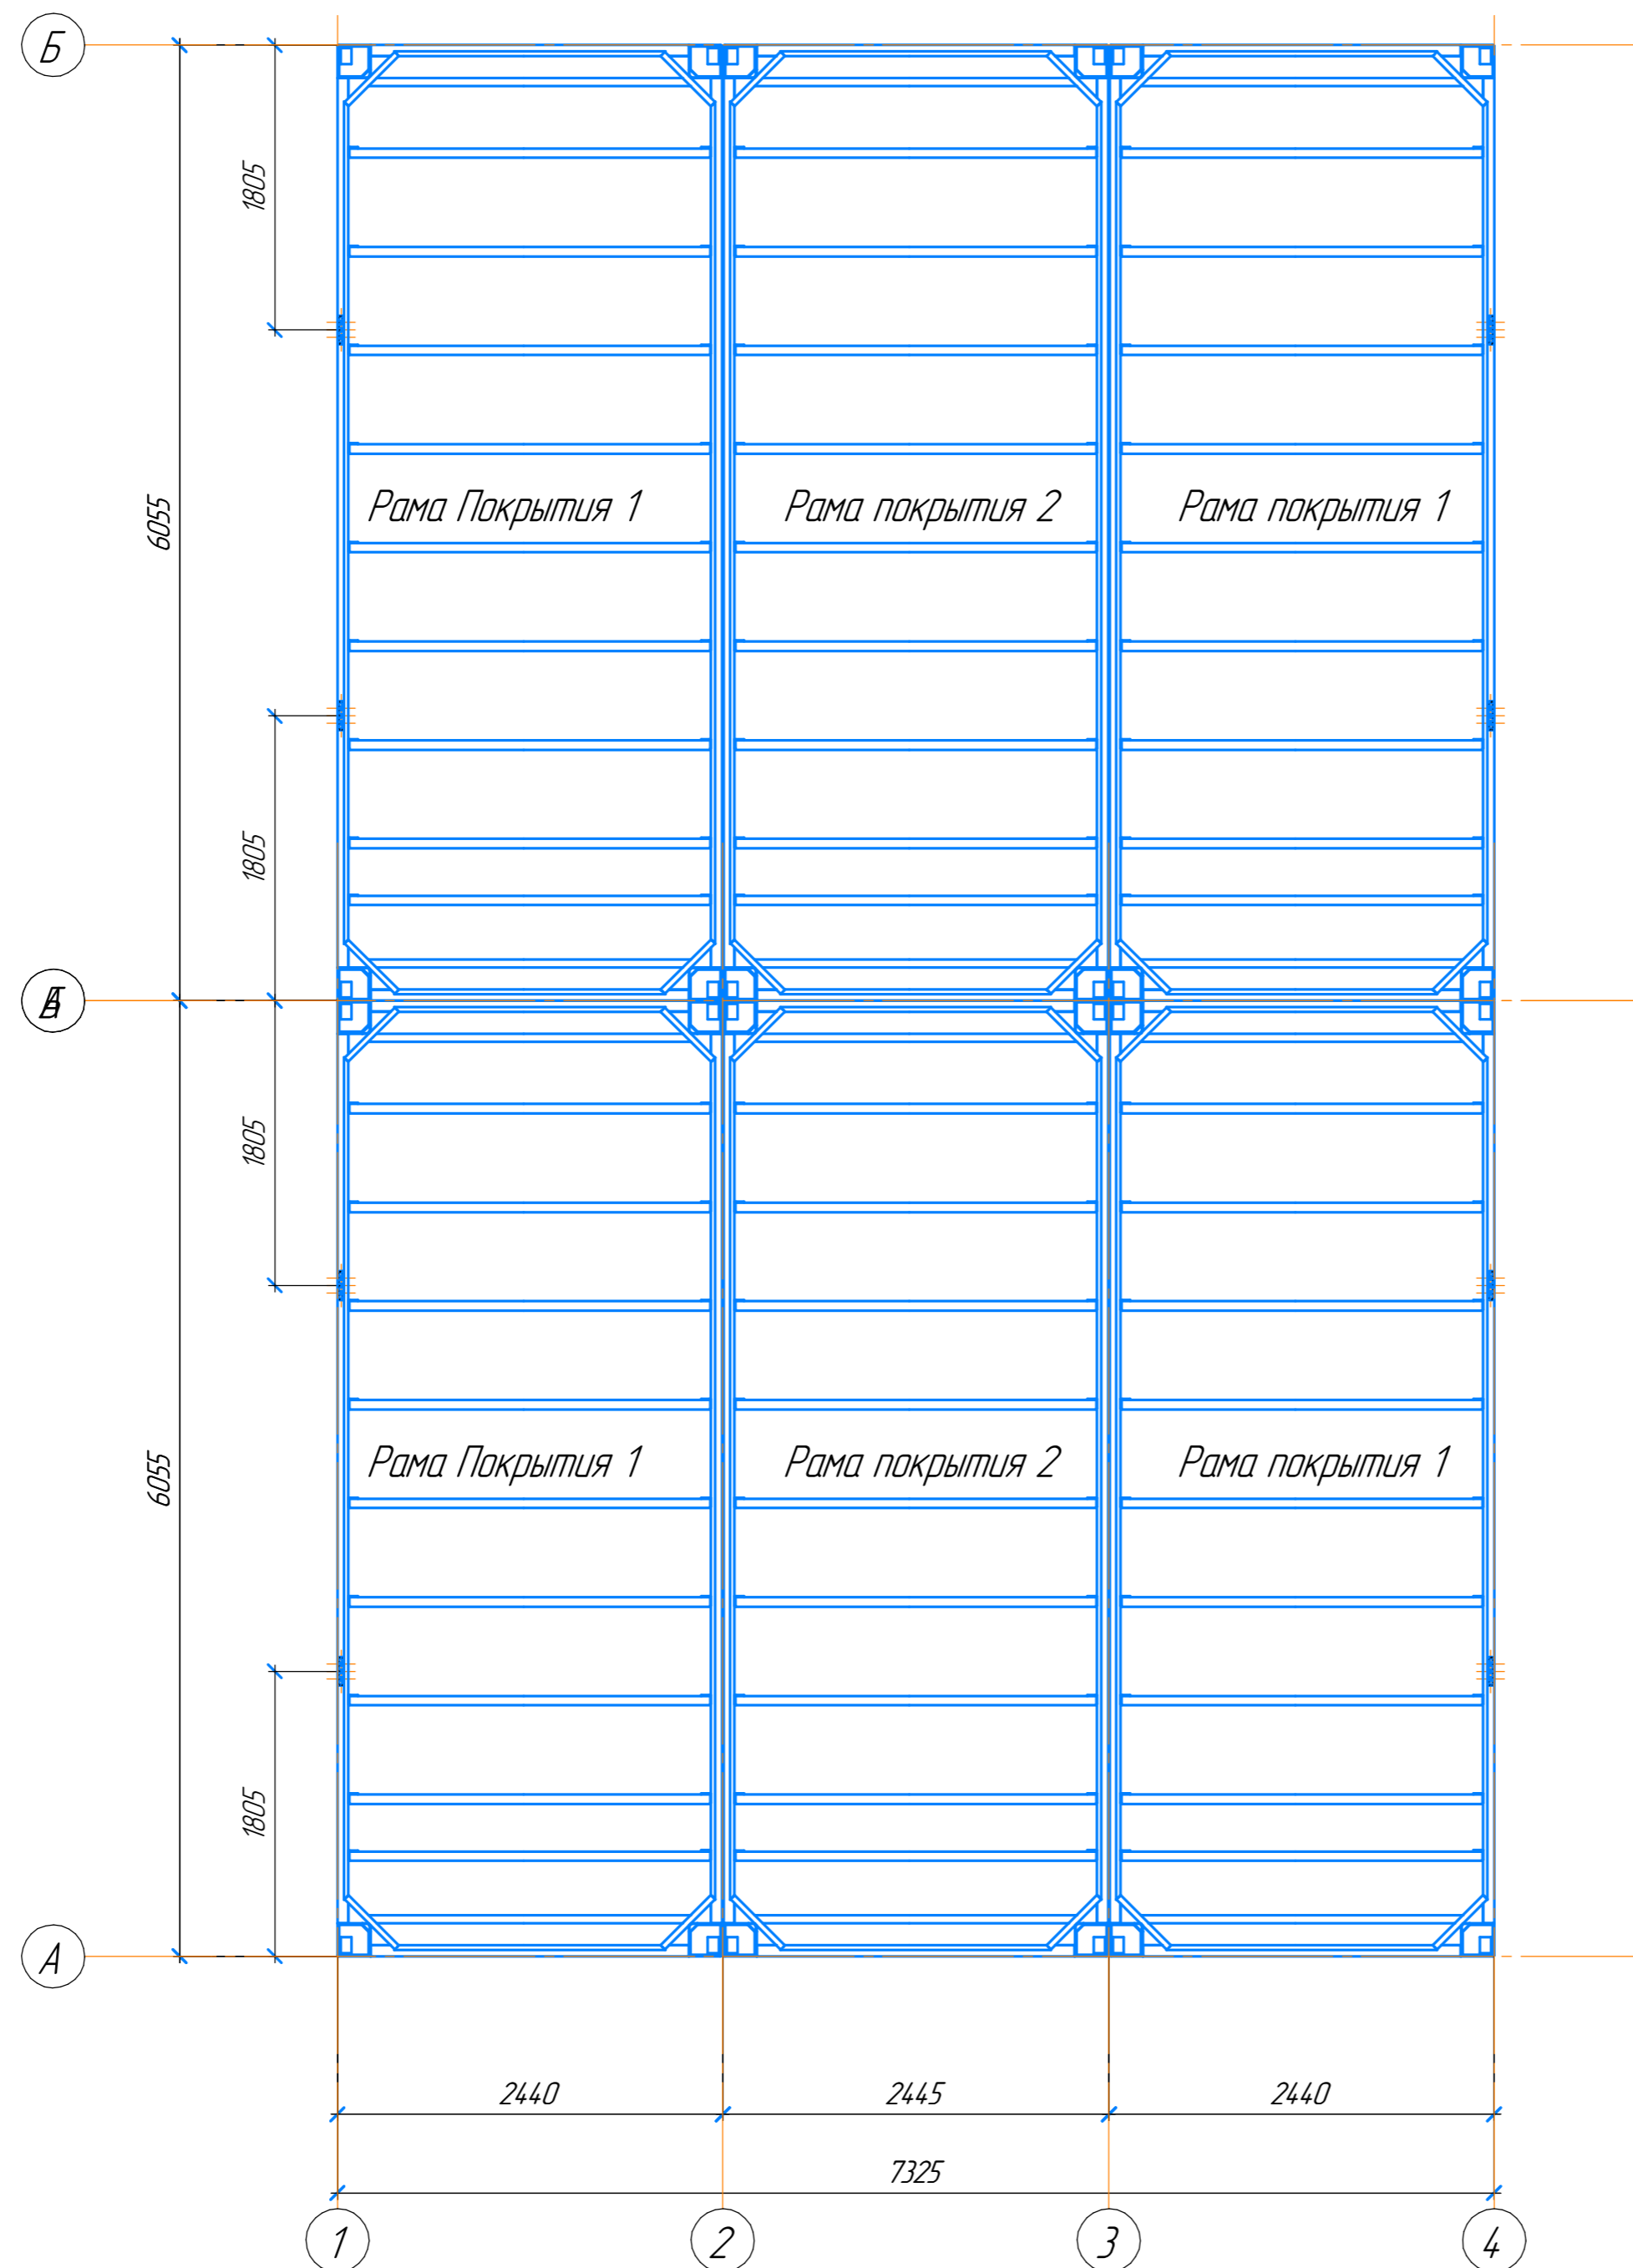 Б
1805
6055
Рама Покрытия 1
Рама покрытия 2
Рама покрытия 1
1805
1805
6055
Рама Покрытия 1
Рама покрытия 2
Рама покрытия 1
1805
А
2440
2445
2440
7325
1
2
3
4